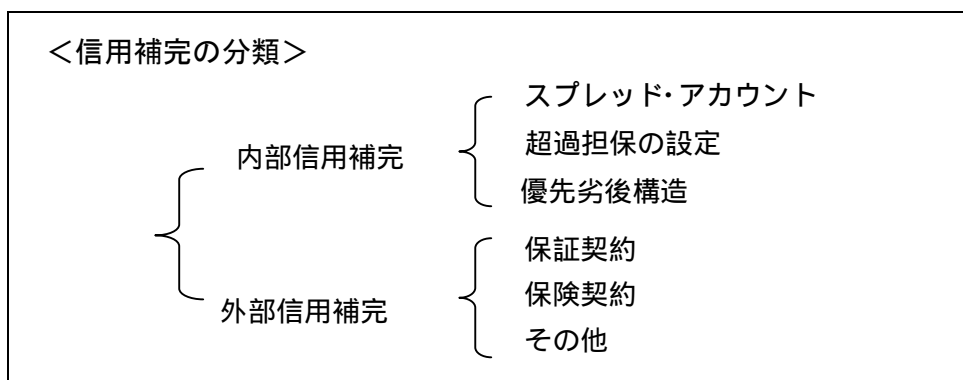 ＜信用補完の分類＞
スプレッド・アカウント
内部信用補完
超過担保の設定
優先劣後構造
保証契約
外部信用補完
保険契約
その他